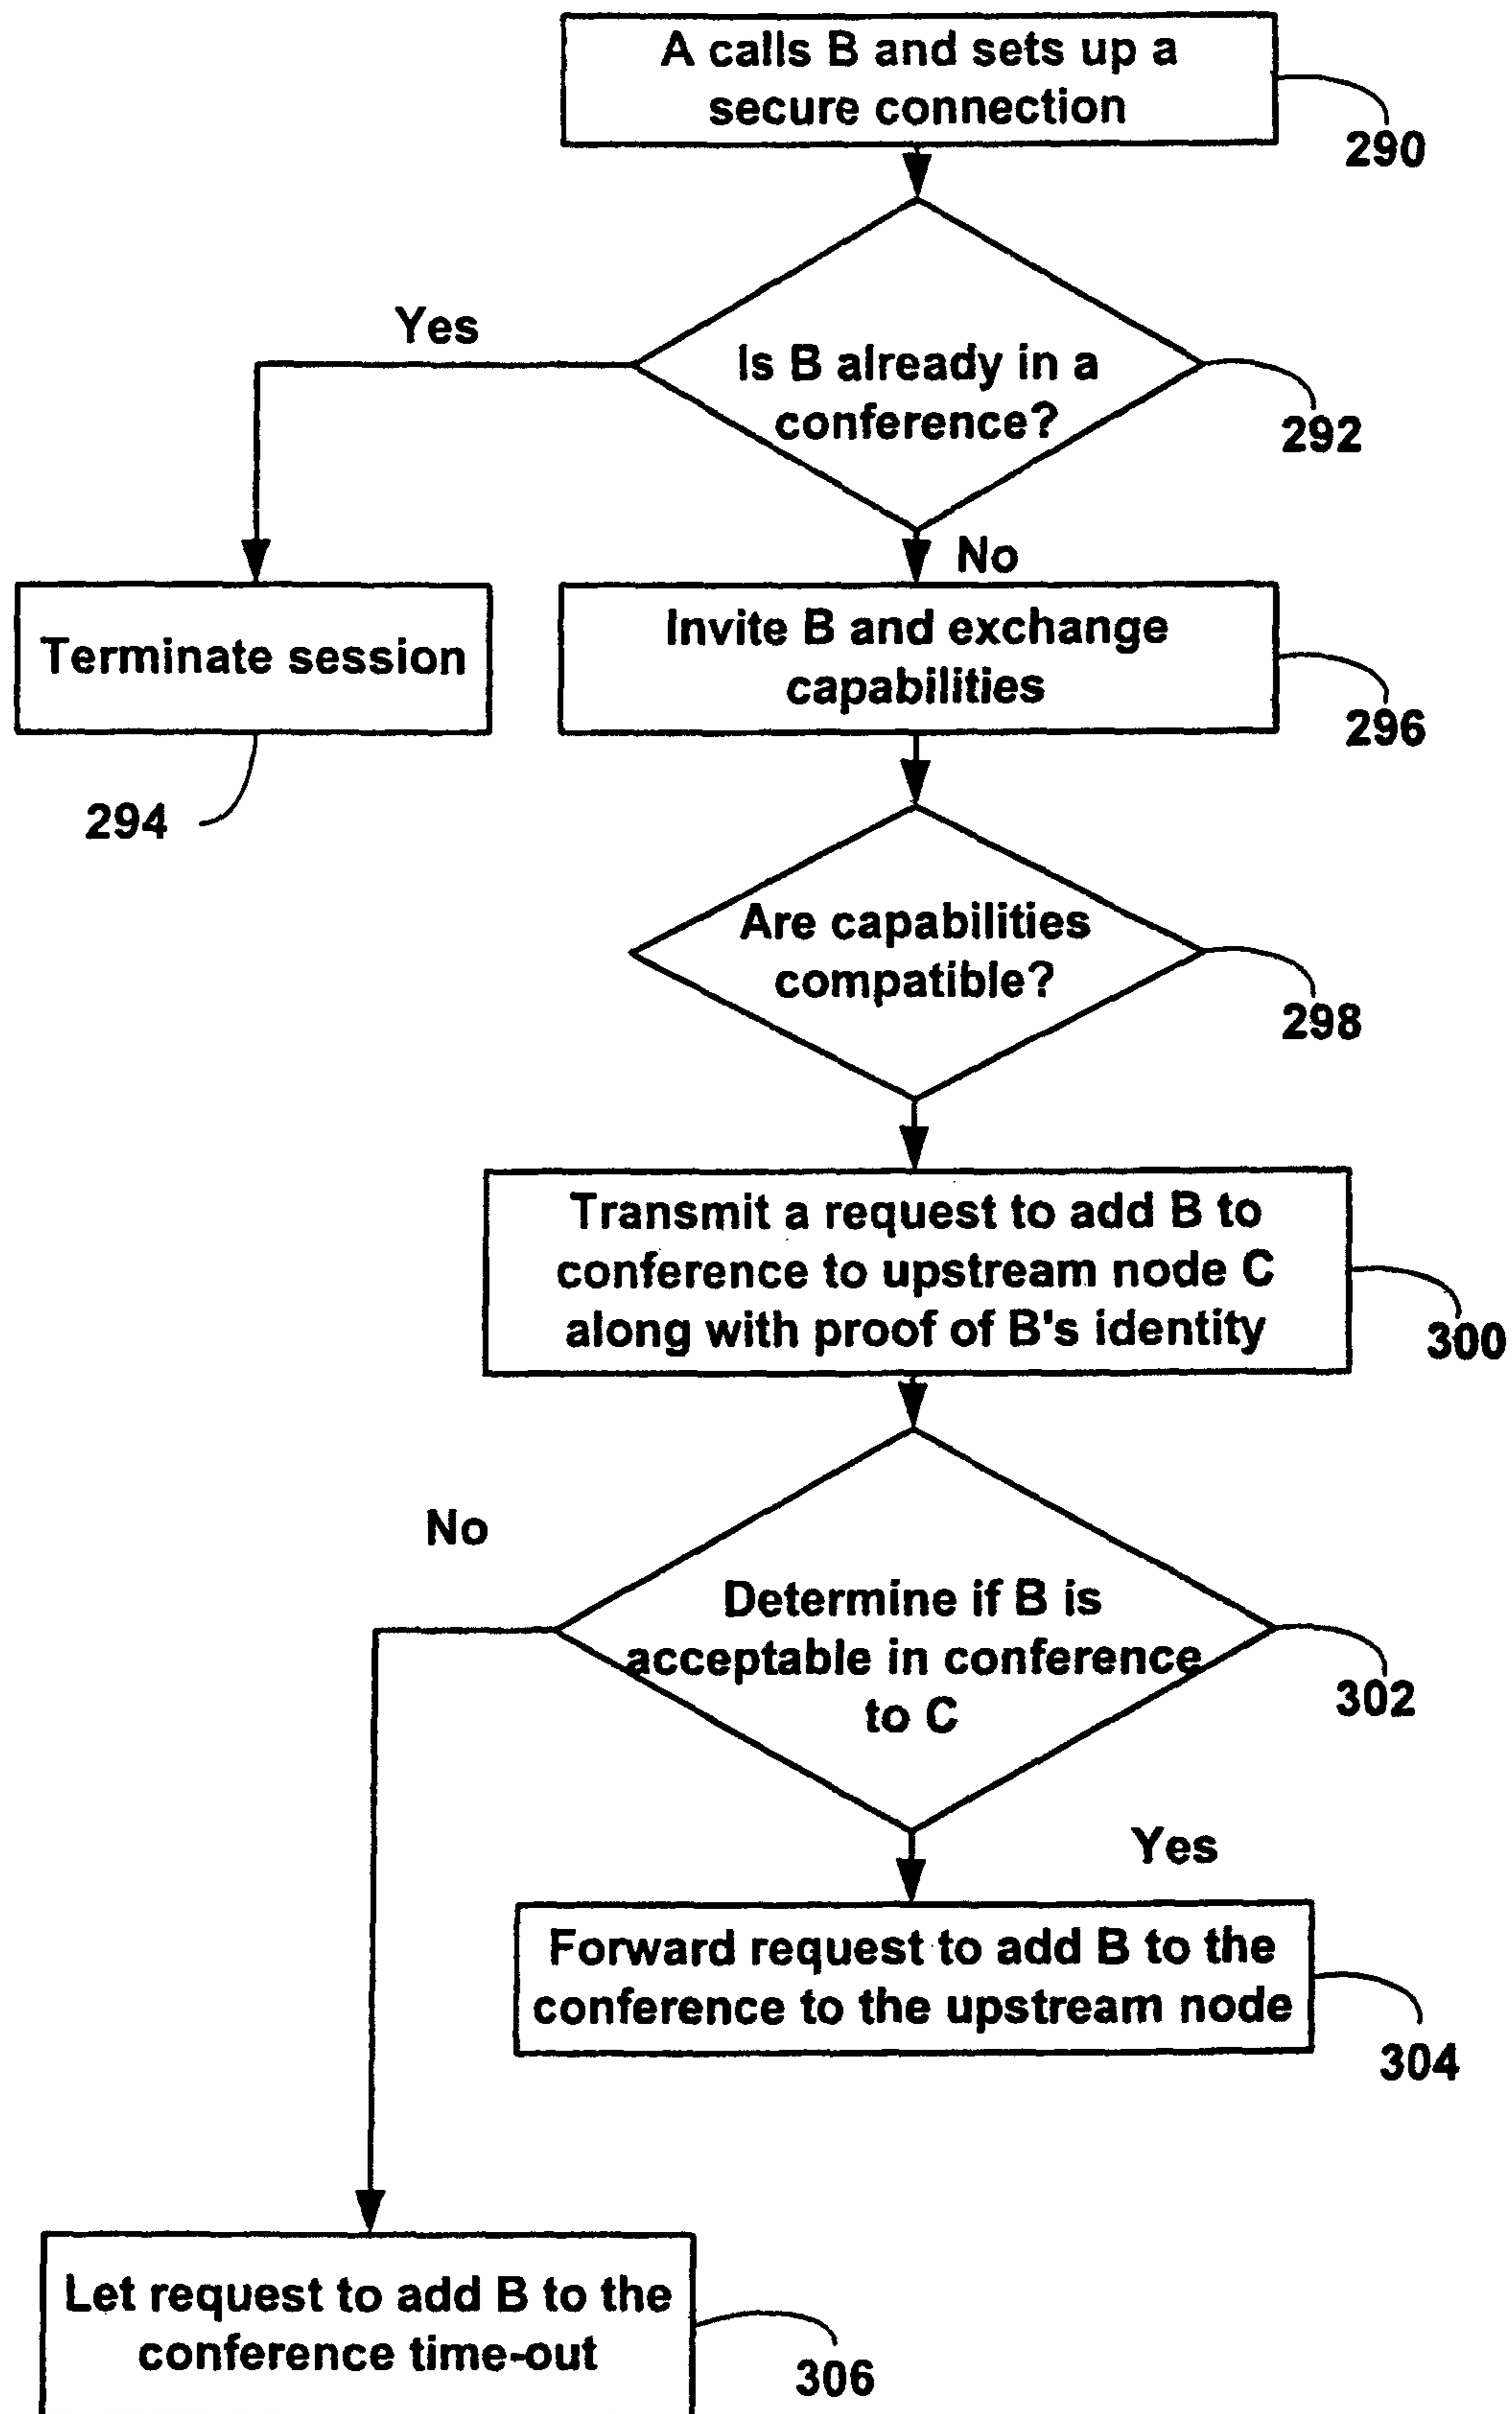 A calls B and sets up a
secure connection
290
Yes
Is B already in a
conference?
292
No
Terminate session
294
Invite B and exchange
capabilities
296
Are capabilities
compatible?
298
Transmit a request to add B to
conference to upstream node C
along with proof of B's identity
300
No
Determine if B is
acceptable in conference
to C
302
Yes
Forward request to add B to the
conference to the upstream node
304
Let request to add B to the
conference time-out
306